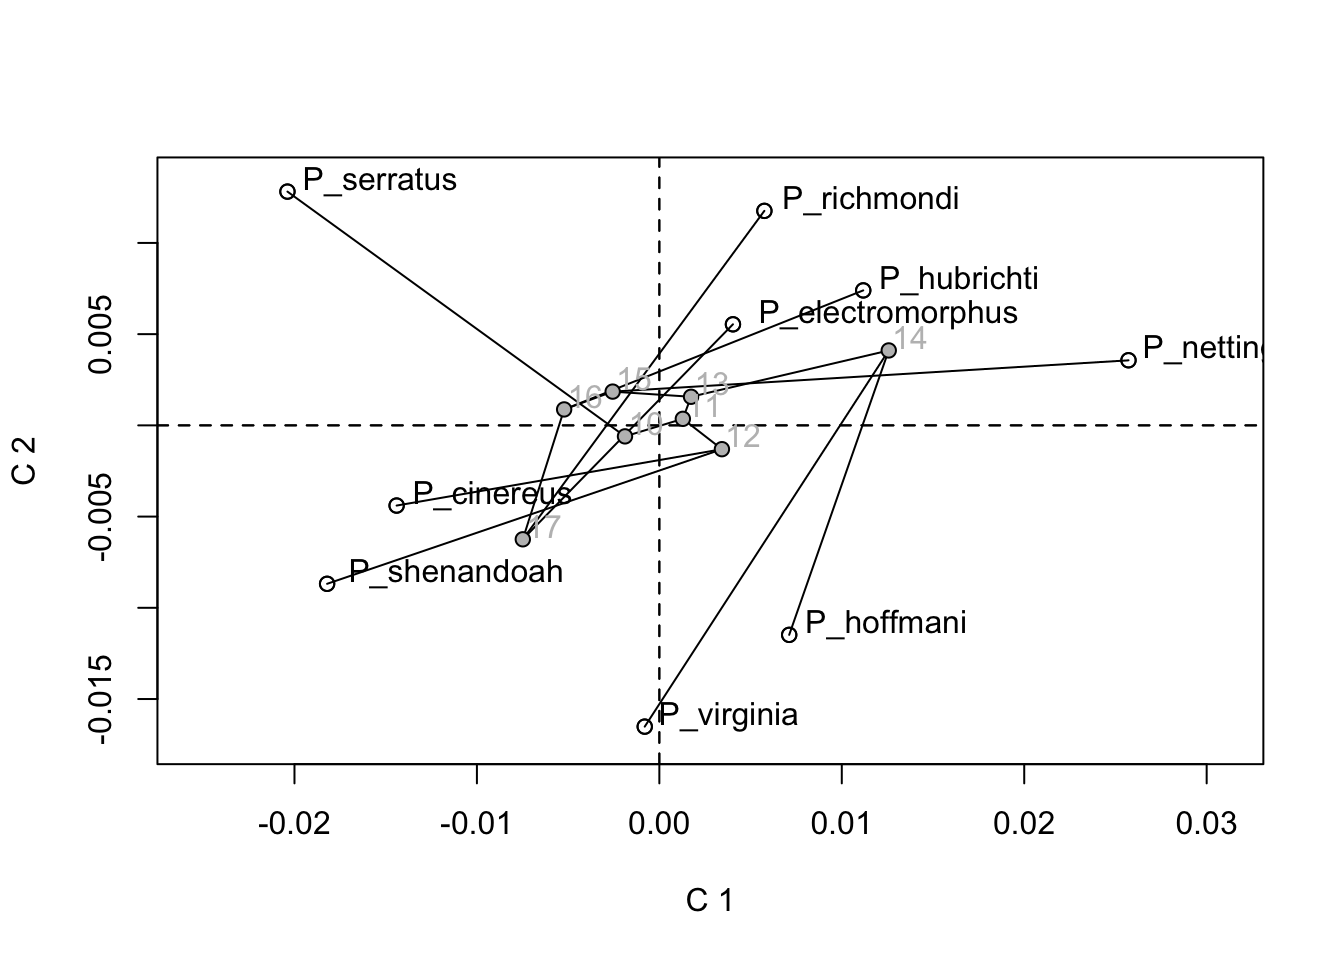 P_serratus
P_richmondi
P_hubrichti
P_electromorphus
14
15
13
16
11
10
12
P_cinereus
17
P_shenandoah
P_hoffmani
P_virginia
0.005
-0.005
-0.015
C 2
-0.02
-0.01
0.00
0.01
0.02
0.03
C 1